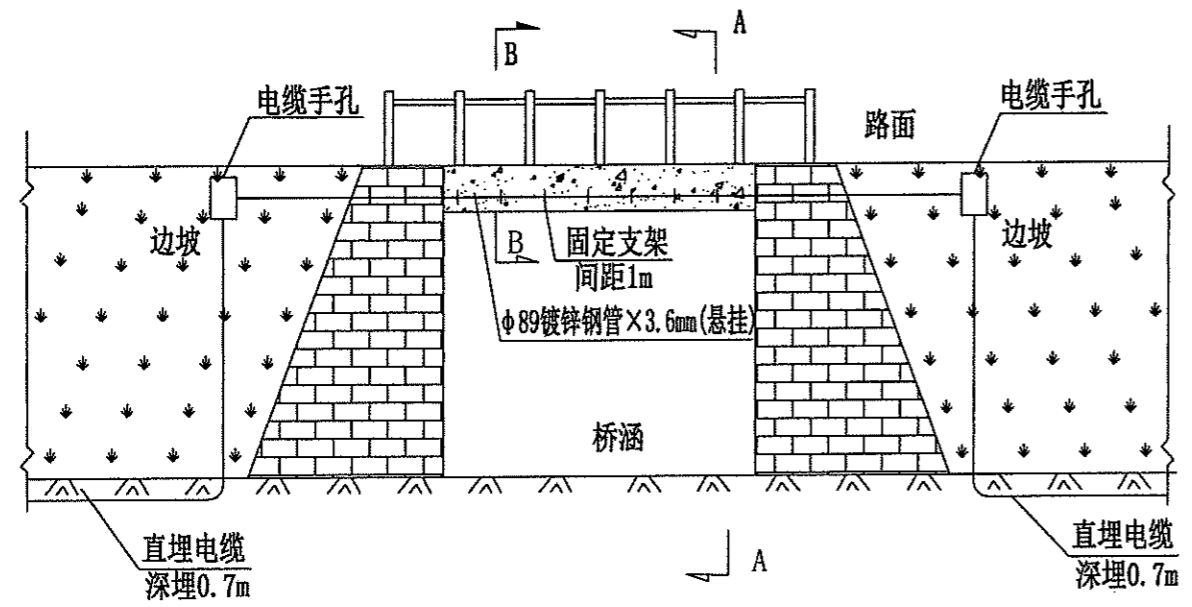 A
B
电缆手孔
电缆手孔
路面
边坡
B
固定支架
间距1m
边坡
ф89镀锌钢管×3.6mm(悬挂)
桥涵
直埋电缆
深埋0.7m
A
直埋电缆
深埋0.7m